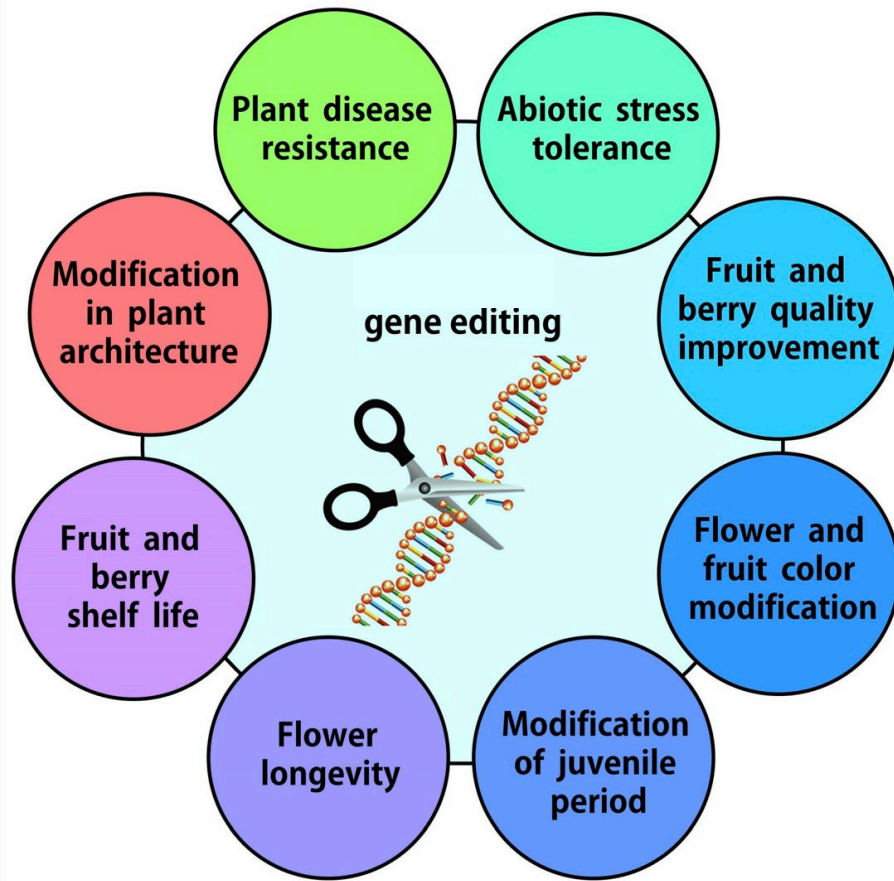 Plant disease
resistance
Abiotic stress
tolerance
Fruit and
berry quality
improvement
Flower and
fruit color
modification
Modification
of juvenile
period
Flower
longevity
Fruit and
berry
shelf life
Modification
in plant
architecture
gene editing